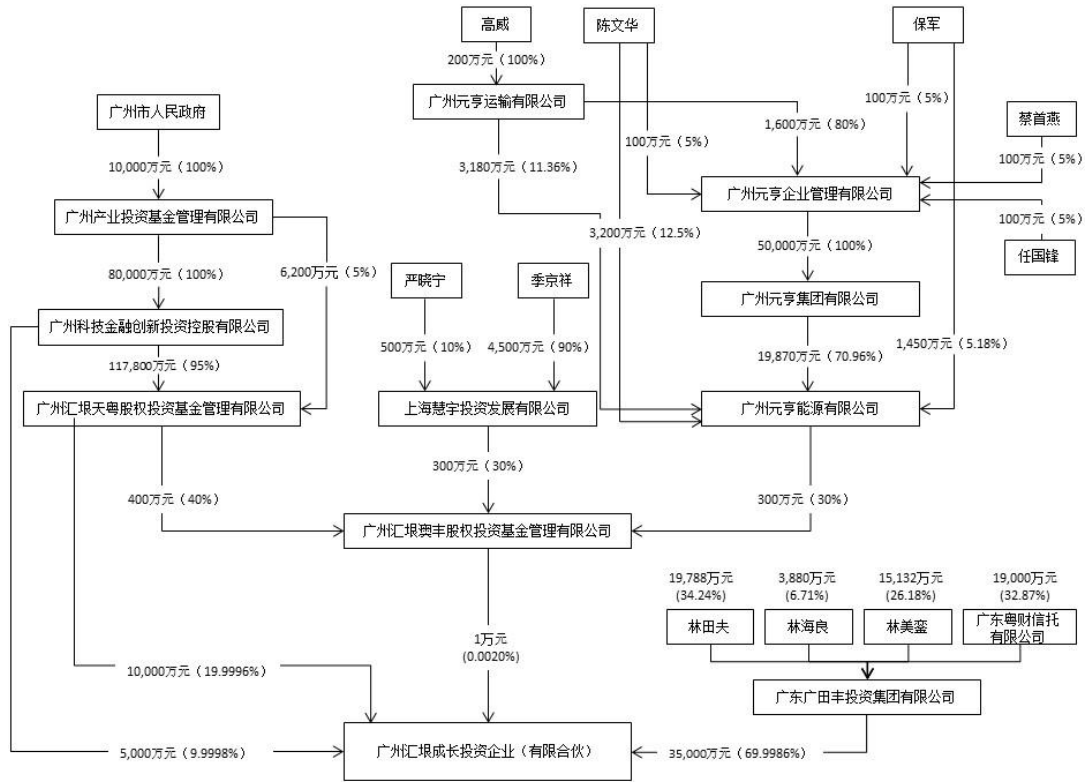 高威
陈文华
保军
200万元（100%）
广州元亨运输有限公司
广州市人民政府
100万元（5%）
1,600万元（80%）
蔡首燕
10,000万元（100%）
3,180万元（11.36%）
100万元（5%）
100万元（5%）
广州元亨企业管理有限公司
广州产业投资基金管理有限公司
100万元（5%）
3,200万元（12.5%）
50,000万元（100%）
任国锋
80,000万元（100%）
6,200万元（5%）
严晓宁
季京祥
广州元亨集团有限公司
广州科技金融创新投资控股有限公司
500万元（10%）
4,500万元（90%）
19,870万元（70.96%）
1,450万元（5.18%）
117,800万元（95%）
广州汇垠天粤股权投资基金管理有限公司
上海慧宇投资发展有限公司
广州元亨能源有限公司
300万元（30%）
400万元（40%）
300万元（30%）
广州汇垠澳丰股权投资基金管理有限公司
19,788万元
(34.24%)
3,880万元
(6.71%)
15,132万元
(26.18%)
19,000万元
(32.87%)
林田夫
林海良
林美銮
广东粤财信托
有限公司
1万元
(0.0020%)
10,000万元（19.9996%）
广东广田丰投资集团有限公司
5,000万元（9.9998%）
广州汇垠成长投资企业（有限合伙）
35,000万元（69.9986%）